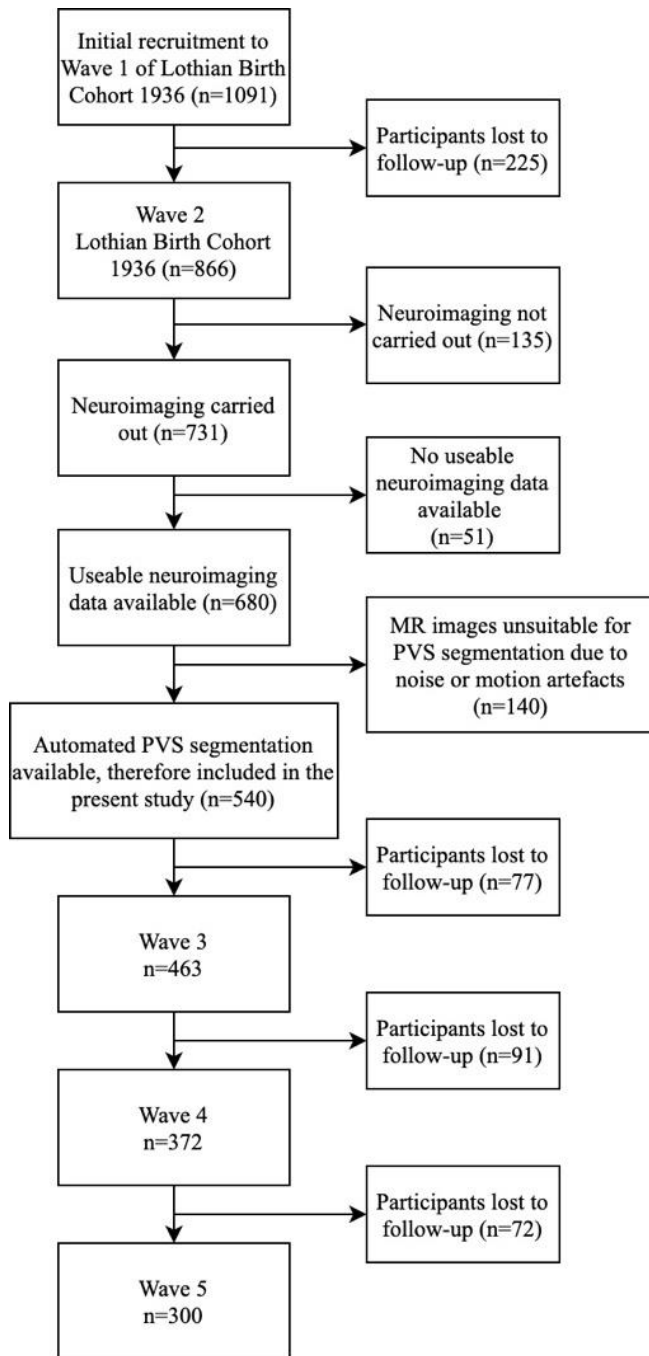 Initial recruitment to
Wave 1 of Lothian Birth
Cohort 1936 (n=1091)
Participants lost to
follow-up (n=225)
Wave 2
Lothian Birth Cohort
1936 (n=866)
Neuroimaging not
carried out (n=135)
Neuroimaging carried
out (n=731)
No useable
neuroimaging data
available
(n=51)
Useable neuroimaging
data available (n=680)
MR images unsuitable for
PVS segmentation due to
noise or motion artefacts
(n=140)
Automated PVS segmentation
available, therefore included in the
present study (n=540)
Participants lost to
follow-up (n=77)
Wave 3
n=463
Participants lost to
follow-up (n=91)
Wave 4
n=372
Participants lost to
follow-up (n=72)
Wave 5
n=300